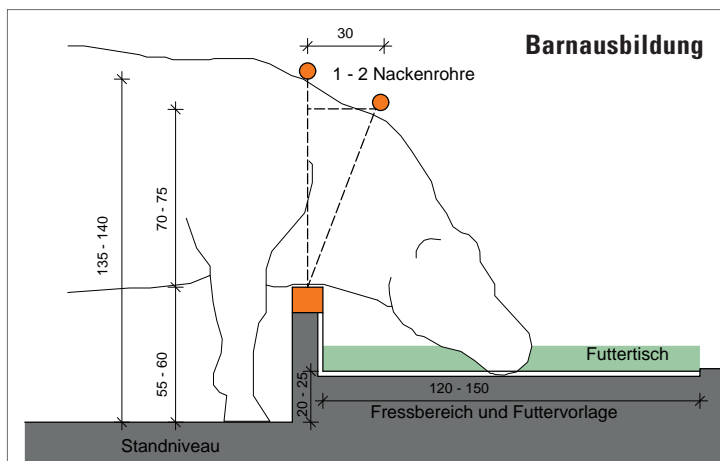 30
Barnausbildung
1 - 2 Nackenrohre
135 - 140
70 - 75
55 - 60
20 - 25
Futtertisch
120 - 150
Fressbereich und Futtervorlage
Standniveau